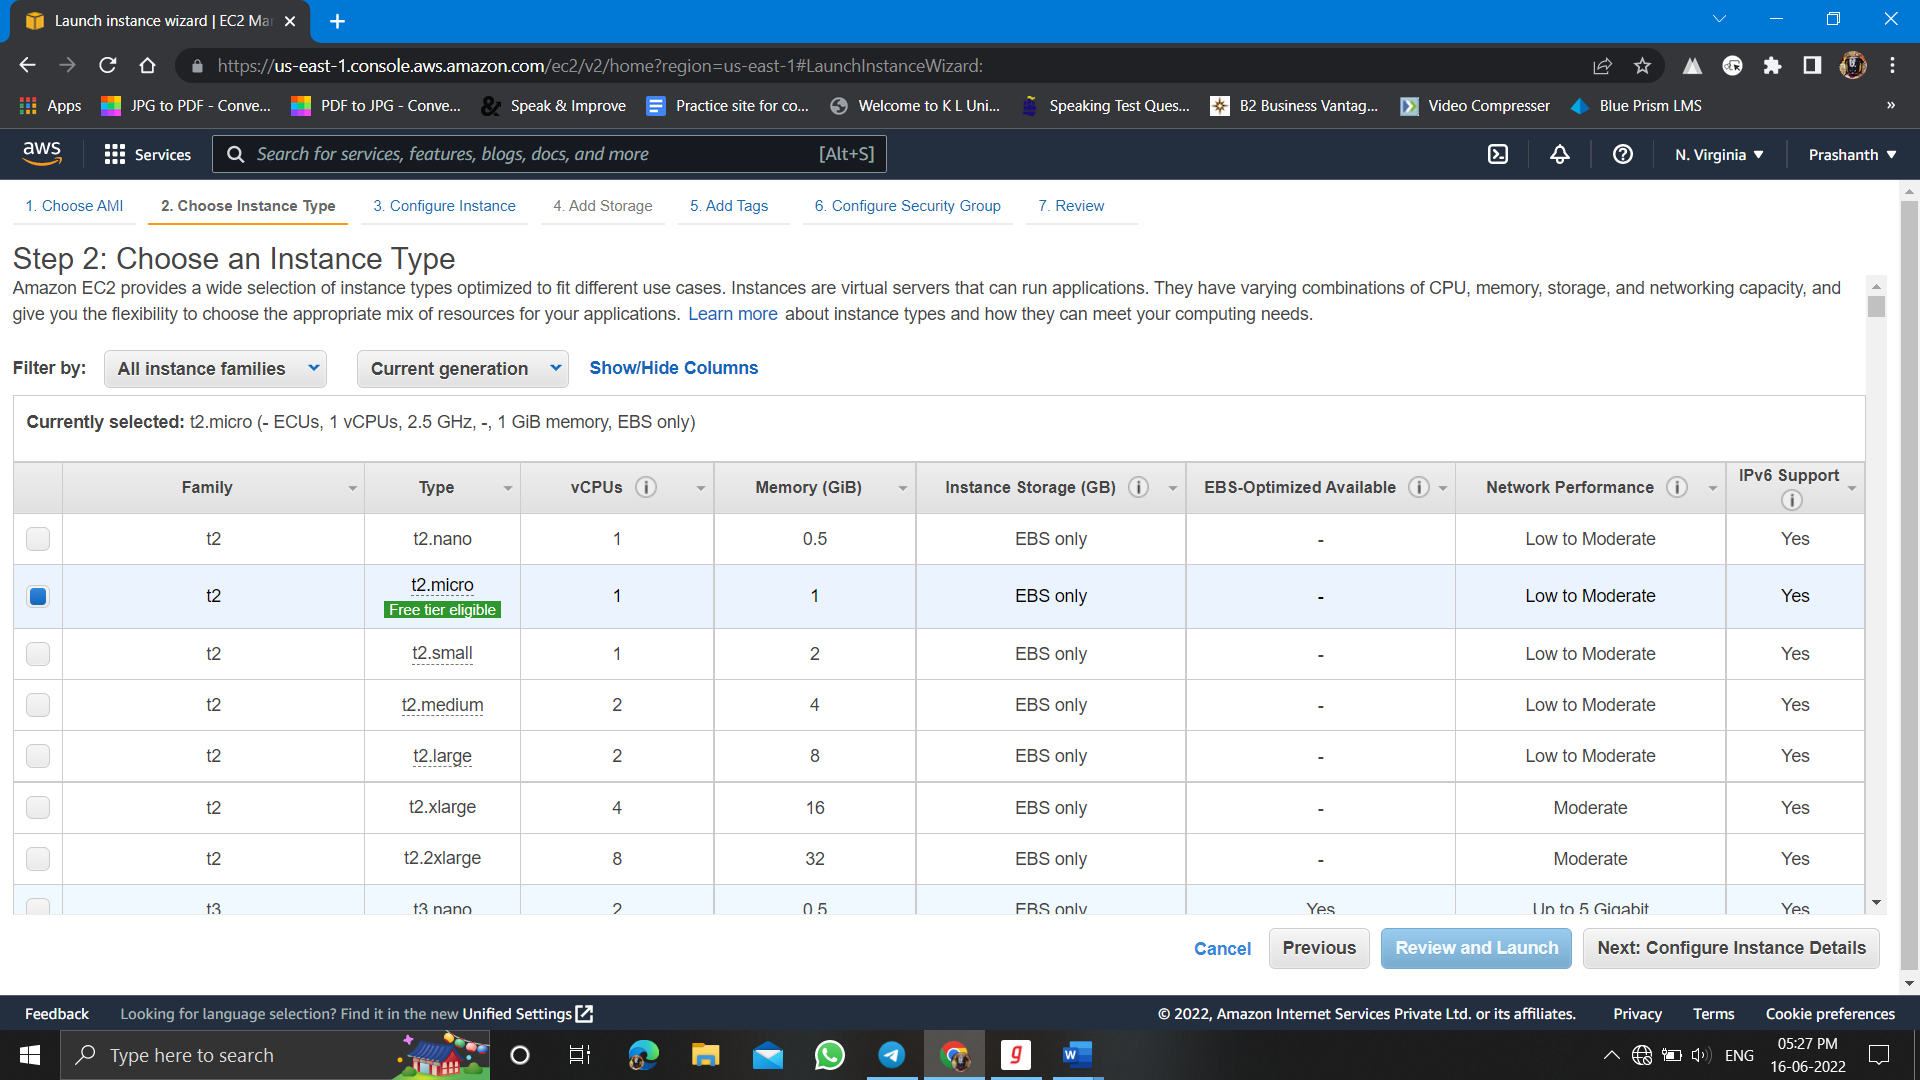 Launch instance wizard | EC2 Mar
https://us-east-1.console.aws.amazon.com/ec2/v2/home?region=us-east-1#LaunchInstanceWizard:
Apps JPG to PDF - Conve... PDF to JPG - Conve... Speak & Improve Practice site for co... Welcome to K L Uni... Speaking Test Ques... B2 Business Vantag... Video Compresser Blue Prism LMS »
aws Services Search for services, features, blogs, docs, and more [Alt+S] N. Virginia Prashanth
1. Choose AMI 2. Choose Instance Type 3. Configure Instance 4. Add Storage 5. Add Tags 6. Configure Security Group 7. Review
Step 2: Choose an Instance Type
Amazon EC2 provides a wide selection of instance types optimized to fit different use cases. Instances are virtual servers that can run applications. They have varying combinations of CPU, memory, storage, and networking capacity, and
give you the flexibility to choose the appropriate mix of resources for your applications. Learn more about instance types and how they can meet your computing needs.
Filter by: All instance families Current generation Show/Hide Columns
Currently selected: t2.micro (- ECUs, 1 vCPUs, 2.5 GHz, -, 1 GiB memory, EBS only)
Family Type vCPUs Memory (GiB) Instance Storage (GB) EBS-Optimized Available Network Performance IPv6 Support
t2 t2.nano 1 0.5 EBS only - Low to Moderate Yes
t2 t2.micro 1 1 EBS only - Low to Moderate Yes
Free tier eligible
t2 t2.small 1 2 EBS only - Low to Moderate Yes
t2 t2.medium 2 4 EBS only - Low to Moderate Yes
t2 t2.large 2 8 EBS only - Low to Moderate Yes
t2 t2.xlarge 4 16 EBS only - Moderate Yes
t2 t2.2xlarge 8 32 EBS only - Moderate Yes
t3 t3.nano 2 0.5 EBS only Yes Up to 5 Gigabit Yes
Cancel Previous Review and Launch Next: Configure Instance Details
Feedback Looking for language selection? Find it in the new Unified Settings © 2022, Amazon Internet Services Private Ltd. or its affiliates. Privacy Terms Cookie preferences
Type here to search ENG 05:27 PM
16-06-2022